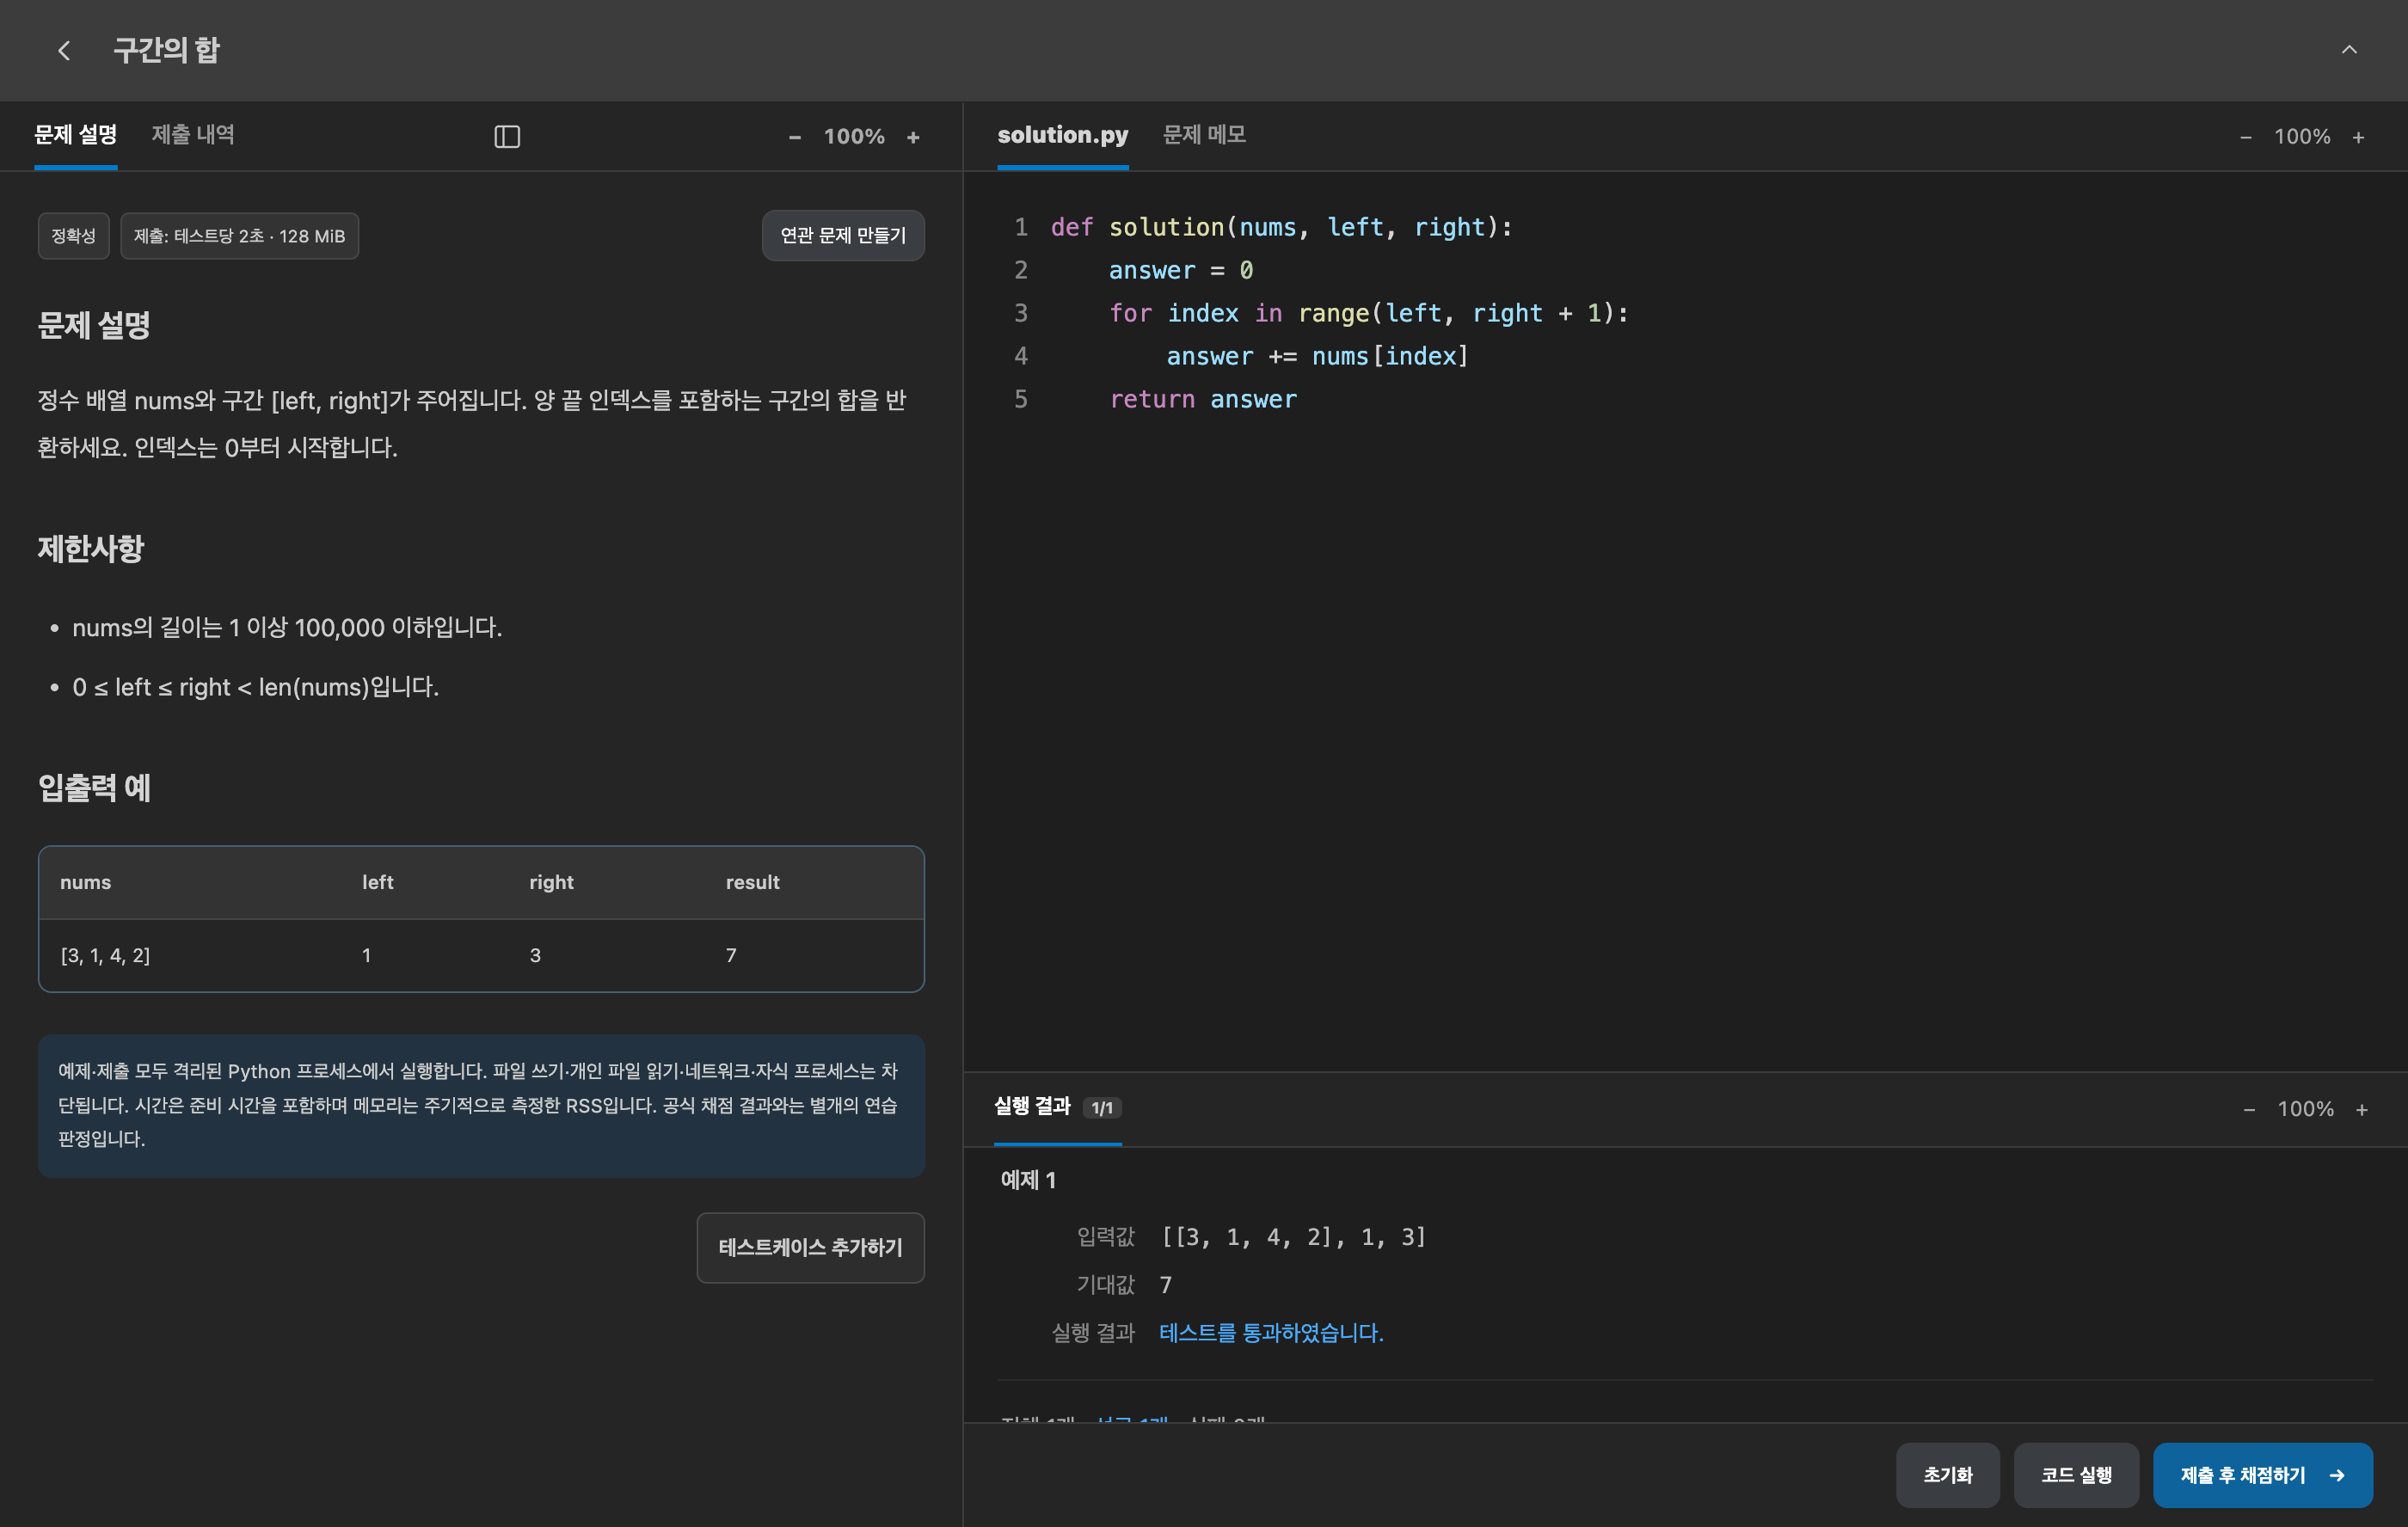 구간의 합
문제 설명
제출 내역
− 100% +
정확성
제출: 테스트당 2초 · 128 MiB
연관 문제 만들기
문제 설명
정수 배열 nums와 구간 [left, right]가 주어집니다. 양 끝 인덱스를 포함하는 구간의 합을 반
환하세요. 인덱스는 0부터 시작합니다.
제한사항
• nums의 길이는 1 이상 100,000 이하입니다.
• 0 ≤ left ≤ right < len(nums)입니다.
입출력 예
nums left right result
[3, 1, 4, 2] 1 3 7
예제·제출 모두 격리된 Python 프로세스에서 실행합니다. 파일 쓰기·개인 파일 읽기·네트워크·자식 프로세스는 차
단됩니다. 시간은 준비 시간을 포함하며 메모리는 주기적으로 측정한 RSS입니다. 공식 채점 결과와는 별개의 연습
판정입니다.
테스트케이스 추가하기
solution.py
문제 메모
− 100% +
1 def solution(nums, left, right):
2     answer = 0
3     for index in range(left, right + 1):
4         answer += nums[index]
5     return answer
실행 결과 1/1
− 100% +
예제 1
입력값 [[3, 1, 4, 2], 1, 3]
기대값 7
실행 결과 테스트를 통과하였습니다.
초기화
코드 실행
제출 후 채점하기 →